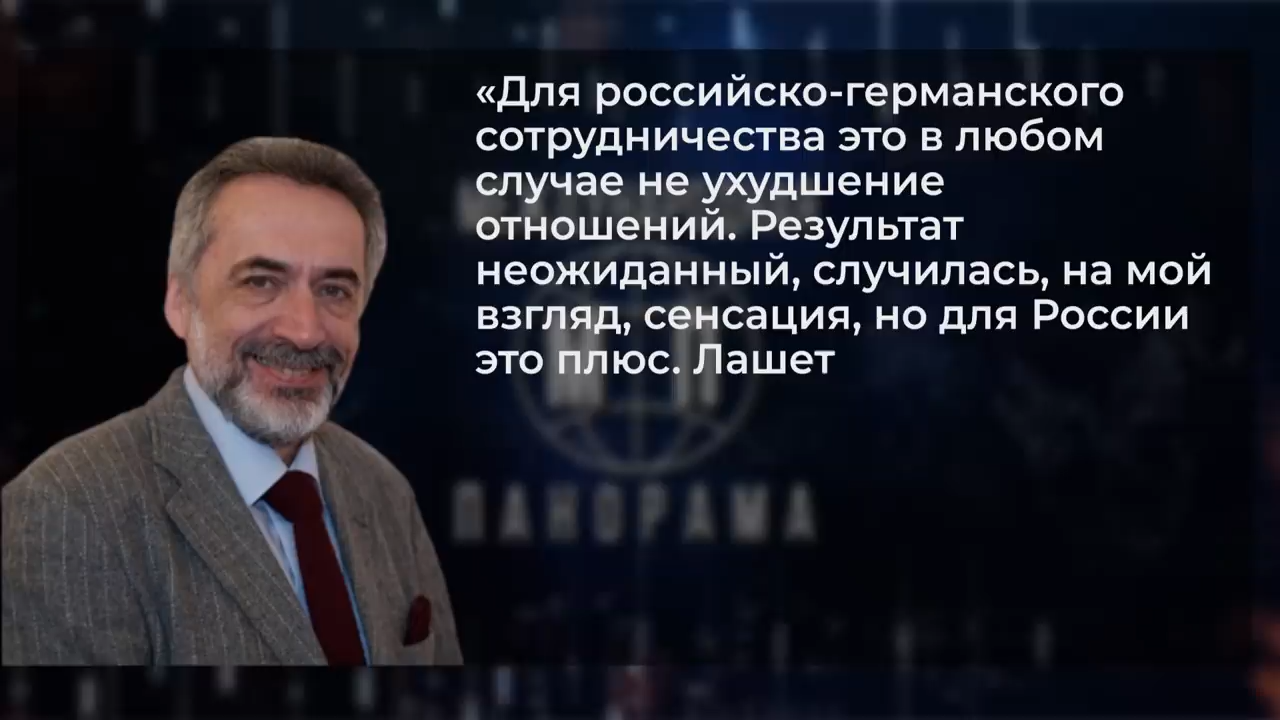 «Для российско-германского
сотрудничества это в любом
случае не ухудшение
отношений. Результат
неожиданный, случилась, на мой
взгляд, сенсация, но для России
это плюс. Лашет
ПАНОРАМА